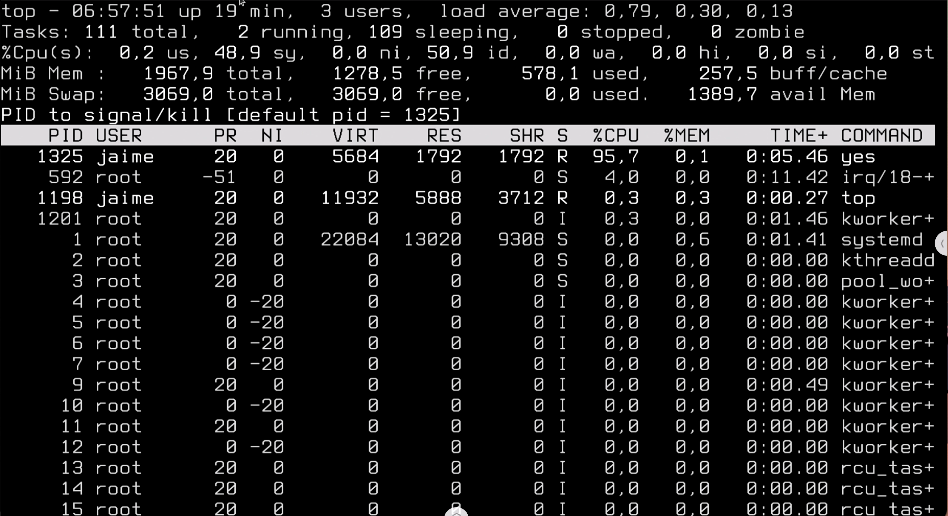 top - 06:57:51 up 19 min,  3 users,  load average: 0,79, 0,30, 0,13
Tasks: 111 total,   2 running, 109 sleeping,   0 stopped,   0 zombie
%Cpu(s):  0,2 us, 48,9 sy,  0,0 ni, 50,9 id,  0,0 wa,  0,0 hi,  0,0 si,  0,0 st
MiB Mem :   1967,9 total,   1278,5 free,    578,1 used,    257,5 buff/cache
MiB Swap:   3069,0 total,   3069,0 free,      0,0 used.   1389,7 avail Mem
PID to signal/kill [default pid = 1325]
PID USER PR NI VIRT RES SHR S %CPU %MEM TIME+ COMMAND
1325 jaime 20 0 5684 1792 1792 R 95,7 0,1 0:05.46 yes
592 root -51 0 0 0 0 S 4,0 0,0 0:11.42 irq/18-+
1198 jaime 20 0 11932 5888 3712 R 0,3 0,3 0:00.27 top
1201 root 20 0 0 0 0 I 0,3 0,0 0:01.46 kworker+
1 root 20 0 22084 13020 9308 S 0,0 0,6 0:01.41 systemd
2 root 20 0 0 0 0 S 0,0 0,0 0:00.00 kthreadd
3 root 20 0 0 0 0 S 0,0 0,0 0:00.00 pool_wo+
4 root 0 -20 0 0 0 I 0,0 0,0 0:00.00 kworker+
5 root 0 -20 0 0 0 I 0,0 0,0 0:00.00 kworker+
6 root 0 -20 0 0 0 I 0,0 0,0 0:00.00 kworker+
7 root 0 -20 0 0 0 I 0,0 0,0 0:00.00 kworker+
9 root 20 0 0 0 0 I 0,0 0,0 0:00.49 kworker+
10 root 0 -20 0 0 0 I 0,0 0,0 0:00.00 kworker+
11 root 20 0 0 0 0 I 0,0 0,0 0:00.00 kworker+
12 root 0 -20 0 0 0 I 0,0 0,0 0:00.00 kworker+
13 root 20 0 0 0 0 I 0,0 0,0 0:00.00 rcu_tas+
14 root 20 0 0 0 0 I 0,0 0,0 0:00.00 rcu_tas+
15 root 20 0 0 0 0 I 0,0 0,0 0:00.00 rcu_tas+